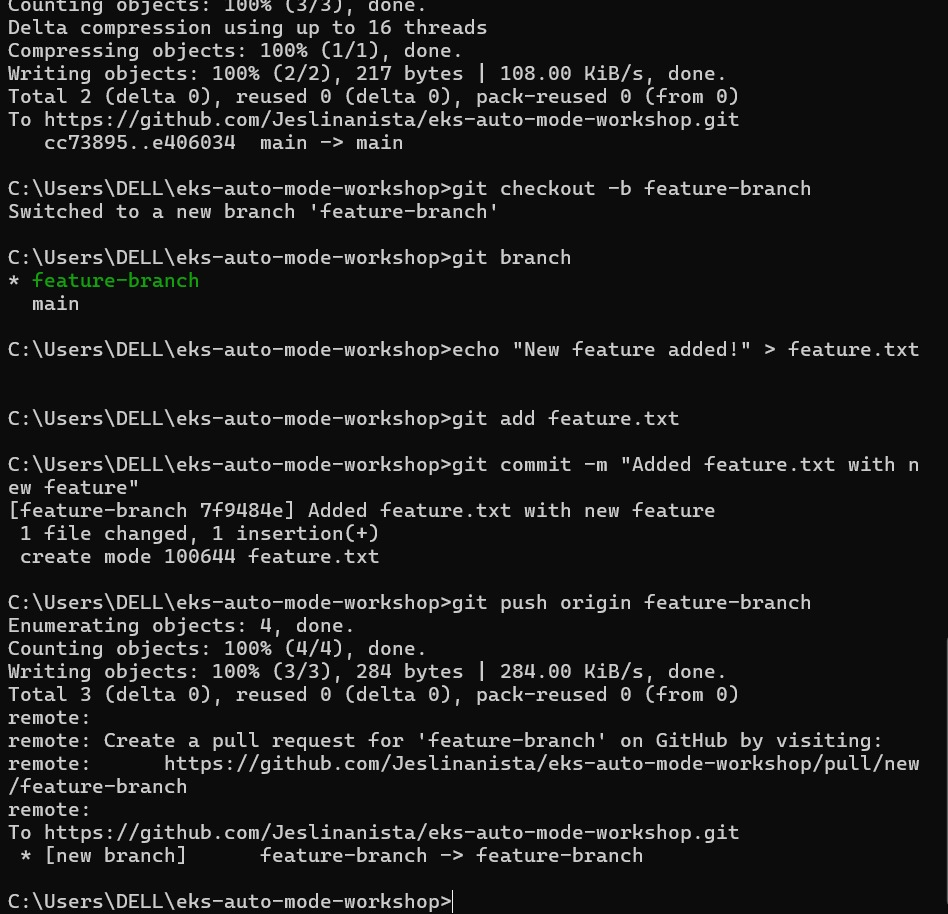 Counting objects: 100% (3/3), done.
Delta compression using up to 16 threads
Compressing objects: 100% (1/1), done.
Writing objects: 100% (2/2), 217 bytes | 108.00 KiB/s, done.
Total 2 (delta 0), reused 0 (delta 0), pack-reused 0 (from 0)
To https://github.com/Jeslinanista/eks-auto-mode-workshop.git
   cc73895..e406034  main -> main

C:\Users\DELL\eks-auto-mode-workshop>git checkout -b feature-branch
Switched to a new branch 'feature-branch'

C:\Users\DELL\eks-auto-mode-workshop>git branch
* feature-branch
  main

C:\Users\DELL\eks-auto-mode-workshop>echo "New feature added!" > feature.txt


C:\Users\DELL\eks-auto-mode-workshop>git add feature.txt

C:\Users\DELL\eks-auto-mode-workshop>git commit -m "Added feature.txt with n
ew feature"
[feature-branch 7f9484e] Added feature.txt with new feature
 1 file changed, 1 insertion(+)
 create mode 100644 feature.txt

C:\Users\DELL\eks-auto-mode-workshop>git push origin feature-branch
Enumerating objects: 4, done.
Counting objects: 100% (4/4), done.
Writing objects: 100% (3/3), 284 bytes | 284.00 KiB/s, done.
Total 3 (delta 0), reused 0 (delta 0), pack-reused 0 (from 0)
remote:
remote: Create a pull request for 'feature-branch' on GitHub by visiting:
remote:      https://github.com/Jeslinanista/eks-auto-mode-workshop/pull/new
/feature-branch
remote:
To https://github.com/Jeslinanista/eks-auto-mode-workshop.git
 * [new branch]      feature-branch -> feature-branch

C:\Users\DELL\eks-auto-mode-workshop>